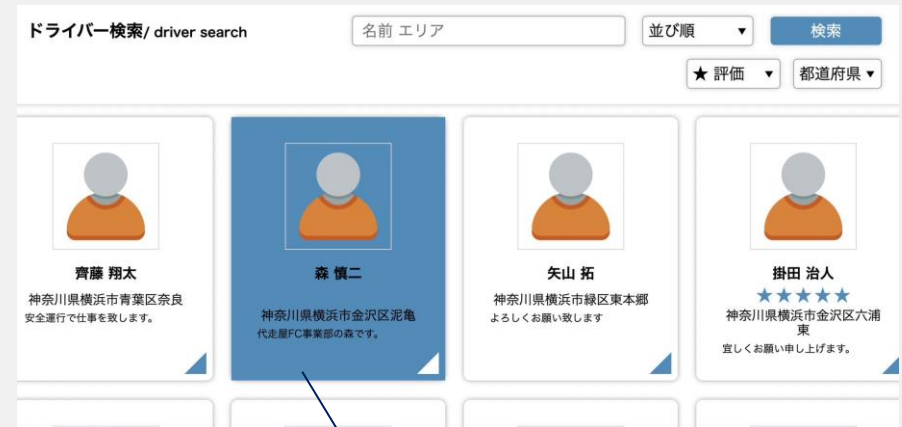 ドライバー検索/ driver search
名前 エリア
並び順 ▼
検索
★ 評価 ▼
都道府県 ▼
齊藤 翔太
神奈川県横浜市青葉区奈良
安全運行で仕事を致します。
森 慎二
神奈川県横浜市金沢区泥亀
代走屋FC事業部の森です。
矢山 拓
神奈川県横浜市緑区東本郷
よろしくお願い致します
掛田 治人
★★★★★
神奈川県横浜市金沢区六浦
東
宜しくお願い申し上げます。